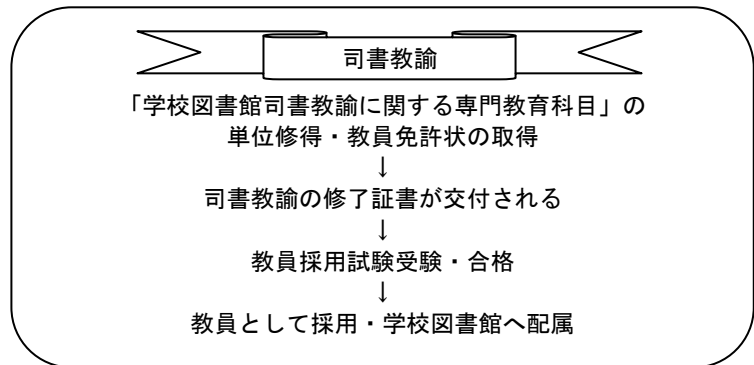 司書教諭
「学校図書館司書教諭に関する専門教育科目」の
単位修得・教員免許状の取得
↓
司書教諭の修了証書が交付される
↓
教員採用試験受験・合格
↓
教員として採用・学校図書館へ配属